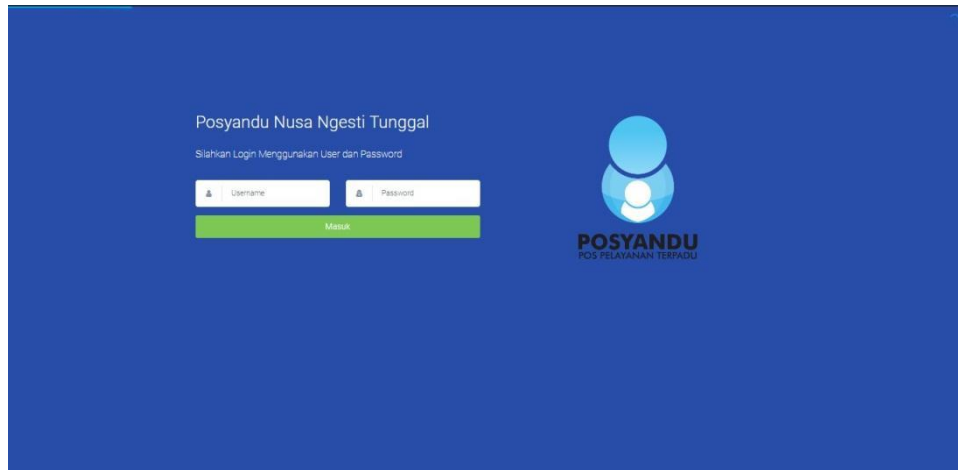 Posyandu Nusa Ngesti Tunggal
Silahkan Login Menggunakan User dan Password
Username
Password
Masuk
POSYANDU
POS PELAYANAN TERPADU